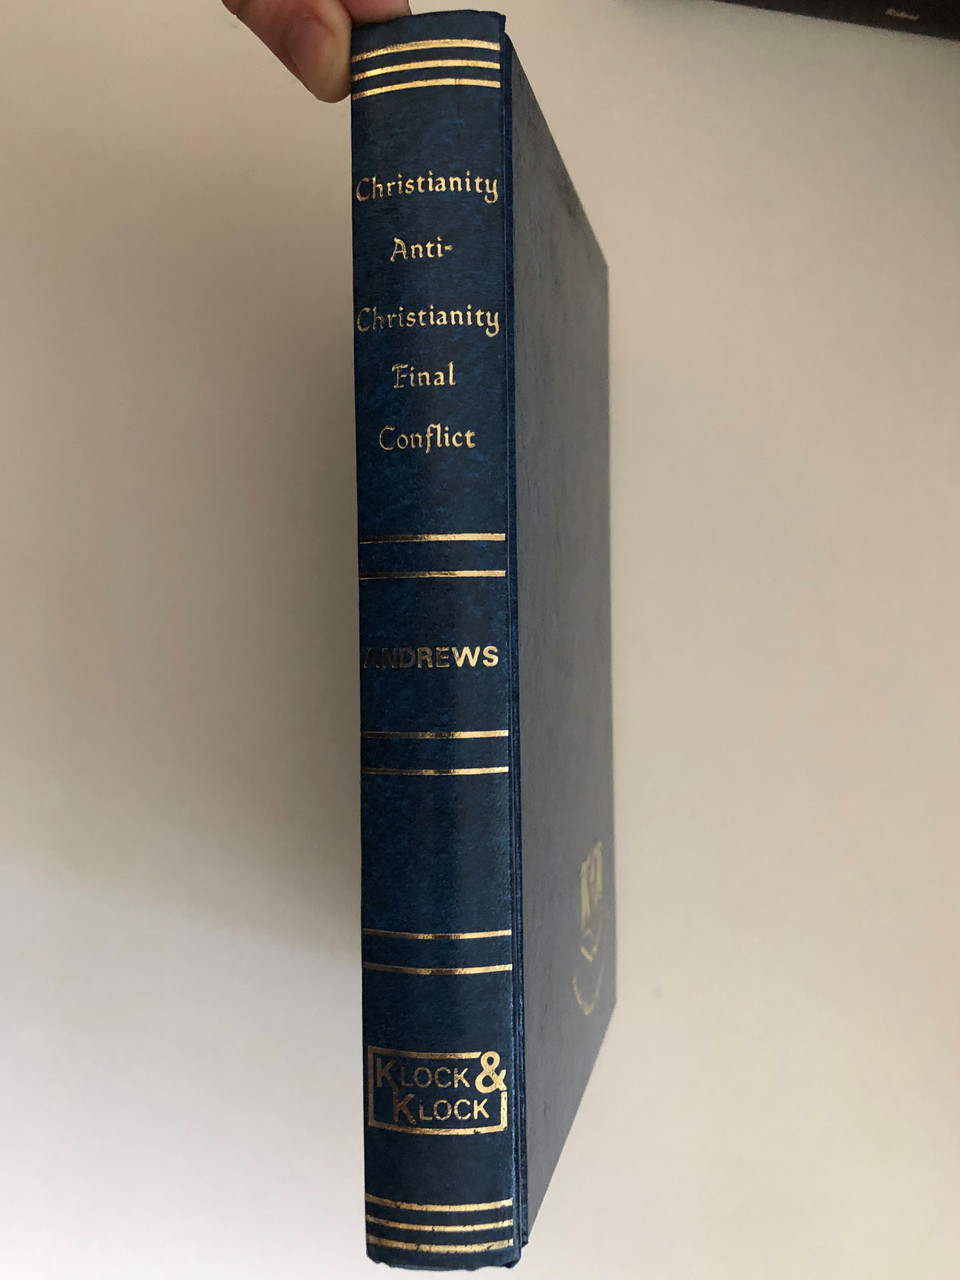 Christianity
Anti-
Christianity
Final
Conflict
ANDREWS
KLOCK &
KLOCK